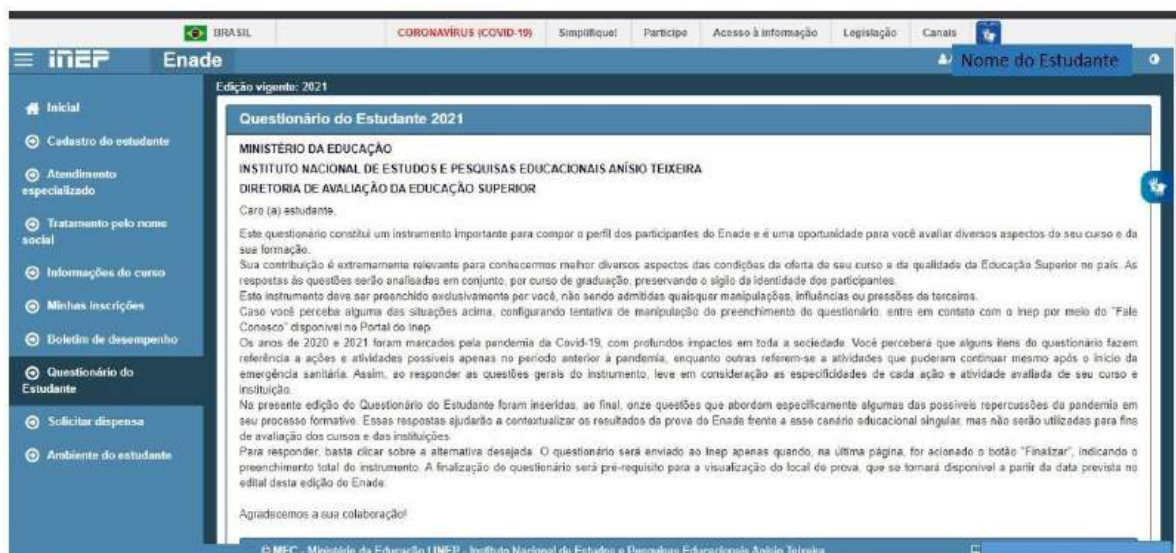 BRASIL CORONAVÍRUS (COVID-19) Simplifique! Participe Acesso à informação Legislação Canais
inep Enade Nome do Estudante
Edição vigente: 2021
Inicial
Cadastro do estudante
Atendimento
especializado
Tratamento pelo nome
social
Informações do curso
Minhas inscrições
Boletim de desempenho
Questionário do
Estudante
Solicitar dispensa
Ambiente do estudante
Questionário do Estudante 2021
MINISTÉRIO DA EDUCAÇÃO
INSTITUTO NACIONAL DE ESTUDOS E PESQUISAS EDUCACIONAIS ANÍSIO TEIXEIRA
DIRETORIA DE AVALIAÇÃO DA EDUCAÇÃO SUPERIOR
Caro (a) estudante,
Este questionário constitui um instrumento importante para compor o perfil dos participantes do Enade e é uma oportunidade para você avaliar diversos aspectos do seu curso e da
sua formação.
Sua contribuição é extremamente relevante para conhecermos melhor diversos aspectos das condições da oferta de seu curso e da qualidade da Educação Superior no país. As
respostas às questões serão analisadas em conjunto, por curso de graduação, preservando o sigilo da identidade dos participantes.
Este instrumento deve ser preenchido exclusivamente por você, não sendo admitidas quaisquer manipulações, influências ou pressões de terceiros.
Caso você perceba alguma das situações acima, configurando tentativa de manipulação do preenchimento do questionário, entre em contato com o Inep por meio do "Fale
Conosco" disponível no Portal do Inep.
Os anos de 2020 e 2021 foram marcados pela pandemia da Covid-19, com profundos impactos em toda a sociedade. Você perceberá que alguns itens do questionário fazem
referência a ações e atividades possíveis apenas no período anterior à pandemia, enquanto outras referem-se a atividades que puderam continuar mesmo após o início da
emergência sanitária. Assim, ao responder as questões gerais do instrumento, leve em consideração as especificidades de cada ação e atividade avaliada de seu curso e
instituição.
Na presente edição do Questionário do Estudante foram inseridas, ao final, onze questões que abordam especificamente algumas das possíveis repercussões da pandemia em
seu processo formativo. Essas respostas ajudarão a contextualizar os resultados da prova do Enade frente a esse cenário educacional singular, mas não serão utilizadas para fins
de avaliação dos cursos e das instituições.
Para responder, basta clicar sobre a alternativa desejada. O questionário será enviado ao Inep apenas quando, na última página, for acionado o botão "Finalizar", indicando o
preenchimento total do instrumento. A finalização do questionário será pré-requisito para a visualização do local de prova, que se tornará disponível a partir da data prevista no
edital desta edição do Enade.
Agradecemos a sua colaboração!
© MEC - Ministério da Educação | INEP - Instituto Nacional de Estudos e Pesquisas Educacionais Anísio Teixeira